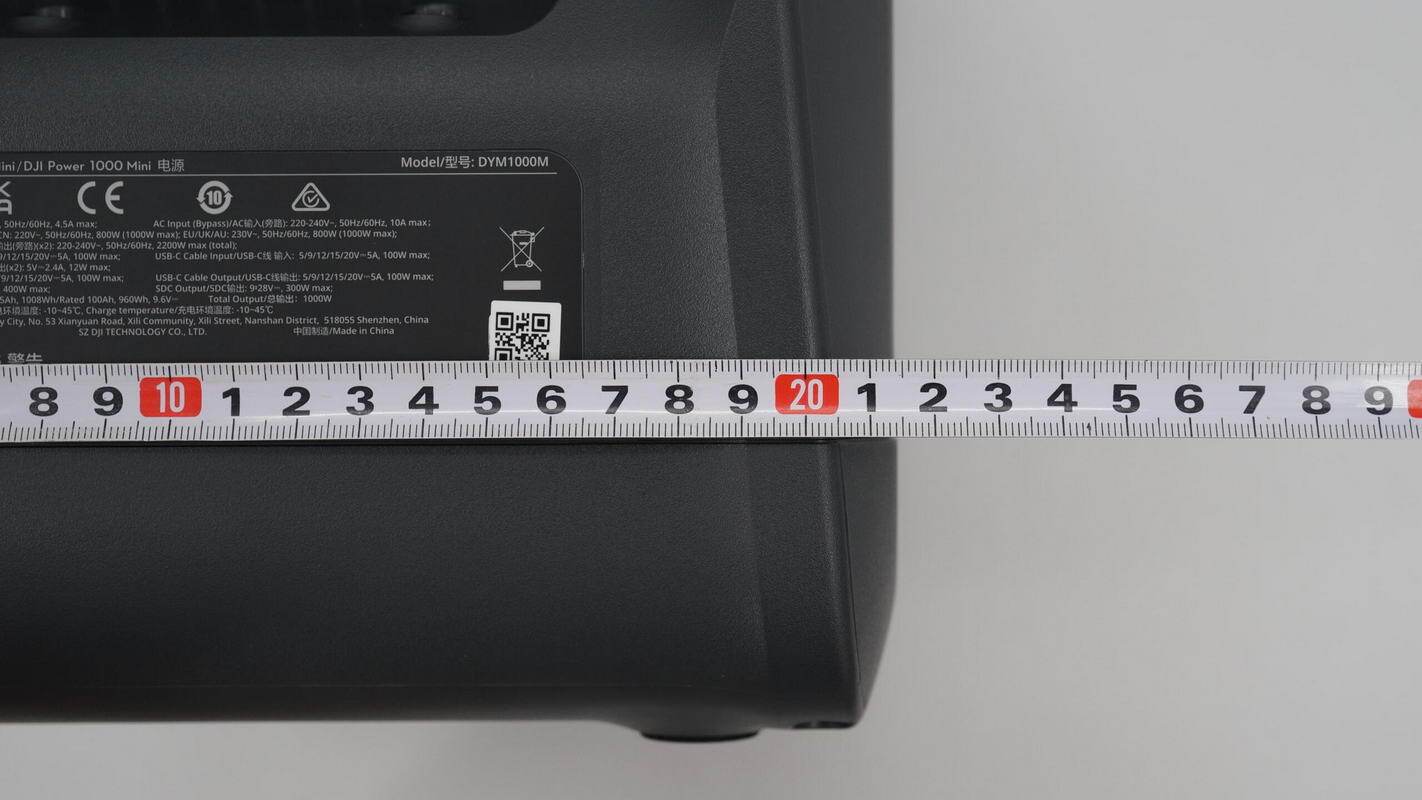 ini/DJI Power 1000 Mini 电源
Model/型号: DYM1000M
CE
10
, 50Hz/60Hz, 4.5A max;
AC Input (Bypass)/AC输入(旁路): 220-240V~, 50Hz/60Hz, 10A max;
CN: 220V~, 50Hz/60Hz, 800W (1000W max); EU/UK/AU: 230V~, 50Hz/60Hz, 800W (1000W max);
出(旁路)(x2): 220-240V~, 50Hz/60Hz, 2200W max (total);
9/12/15/20V⎓5A, 100W max;
USB-C Cable Input/USB-C线 输入: 5/9/12/15/20V⎓5A, 100W max;
出(x2): 5V⎓2.4A, 12W max;
9/12/15/20V⎓5A, 100W max;
USB-C Cable Output/USB-C线输出: 5/9/12/15/20V⎓5A, 100W max;
400W max;
SDC Output/SDC输出: 9-28V⎓, 300W max;
5Ah, 1008Wh/Rated 100Ah, 960Wh, 9.6V⎓
Total Output/总输出: 1000W
环境温度: -10~45℃, Charge temperature/充电环境温度: -10~45℃
y City, No. 53 Xianyuan Road, Xili Community, Xili Street, Nanshan District, 518055 Shenzhen, China
SZ DJI TECHNOLOGY CO., LTD.
中国制造/Made in China
警告
8 9 10 1 2 3 4 5 6 7 8 9 20 1 2 3 4 5 6 7 8 9